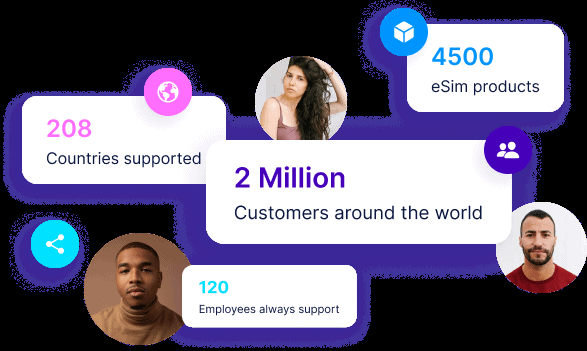 4500
eSim products
208
Countries supported
2 Million
Customers around the world
120
Employees always support